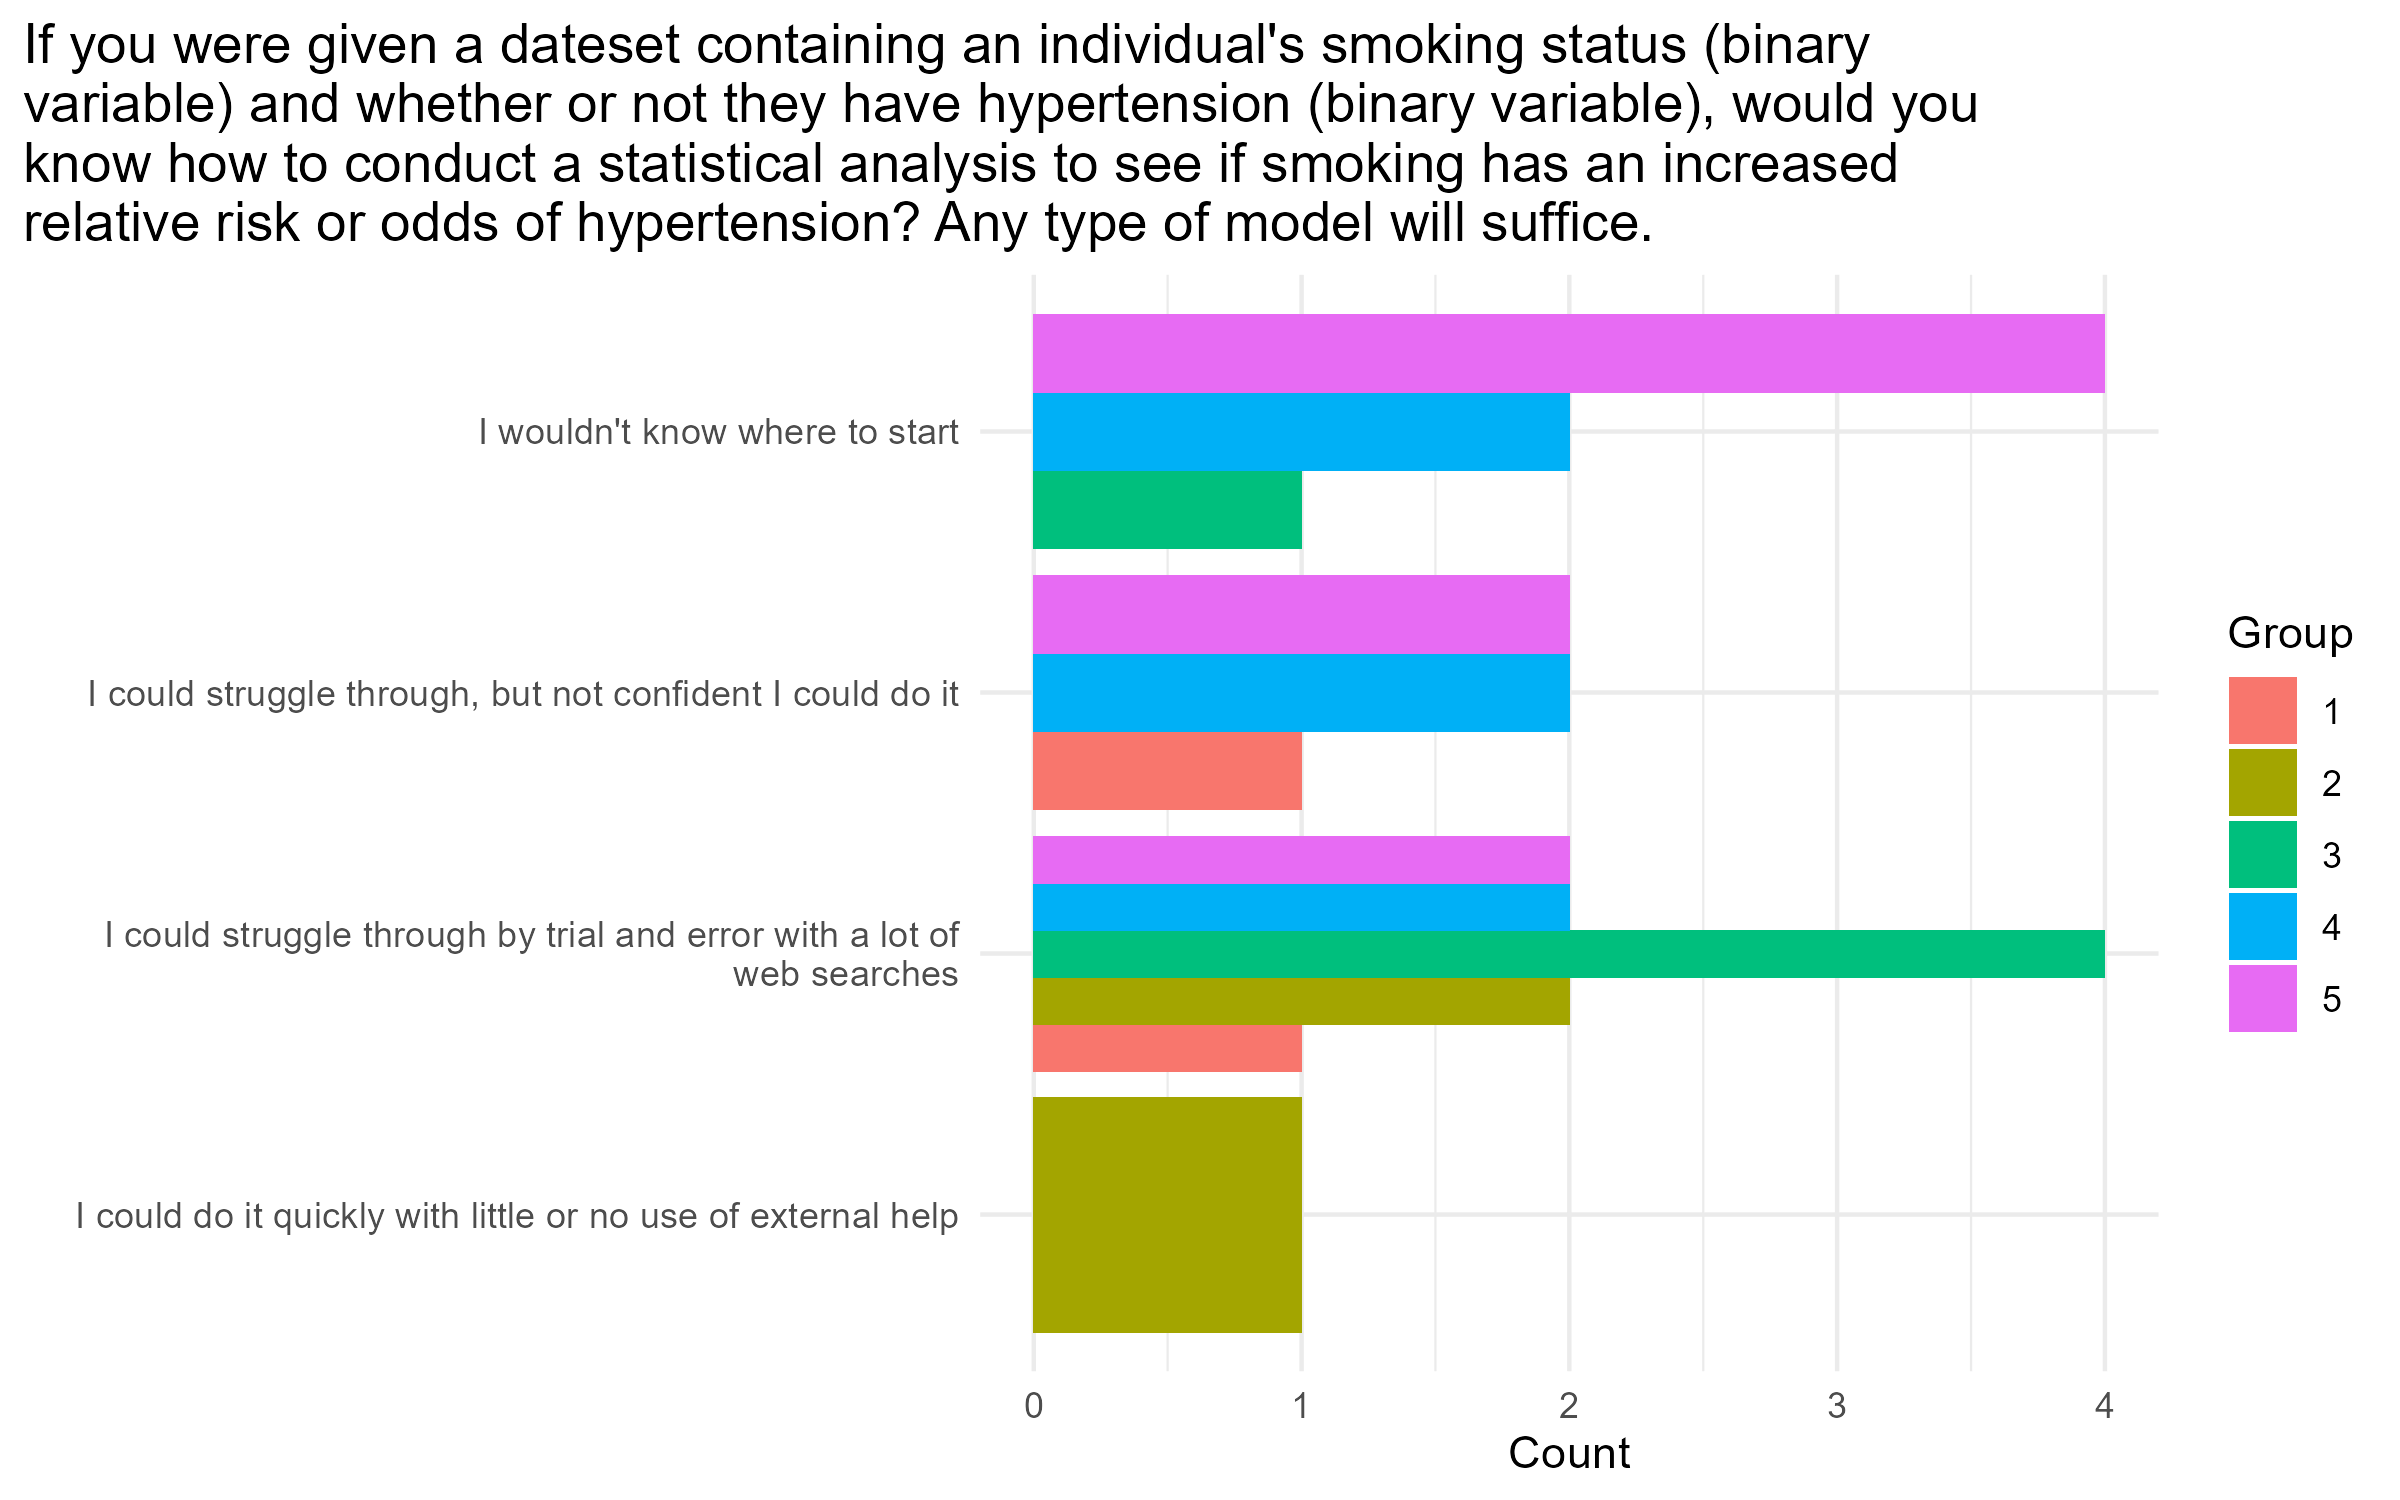 If you were given a dateset containing an individual's smoking status (binary
variable) and whether or not they have hypertension (binary variable), would you
know how to conduct a statistical analysis to see if smoking has an increased
relative risk or odds of hypertension? Any type of model will suffice.
I wouldn't know where to start
I could struggle through, but not confident I could do it
I could struggle through by trial and error with a lot of
web searches
I could do it quickly with little or no use of external help
0 1 2 3 4
Count
Group
1
2
3
4
5